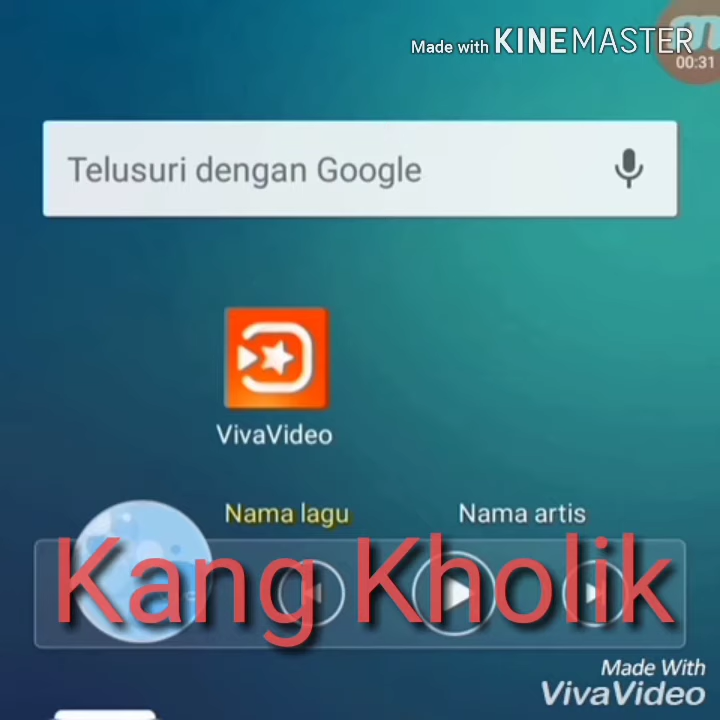 Made with KINEMASTER
00:31
Telusuri dengan Google
VivaVideo
Nama lagu Nama artis
Kang Kholik
Made With
VivaVideo